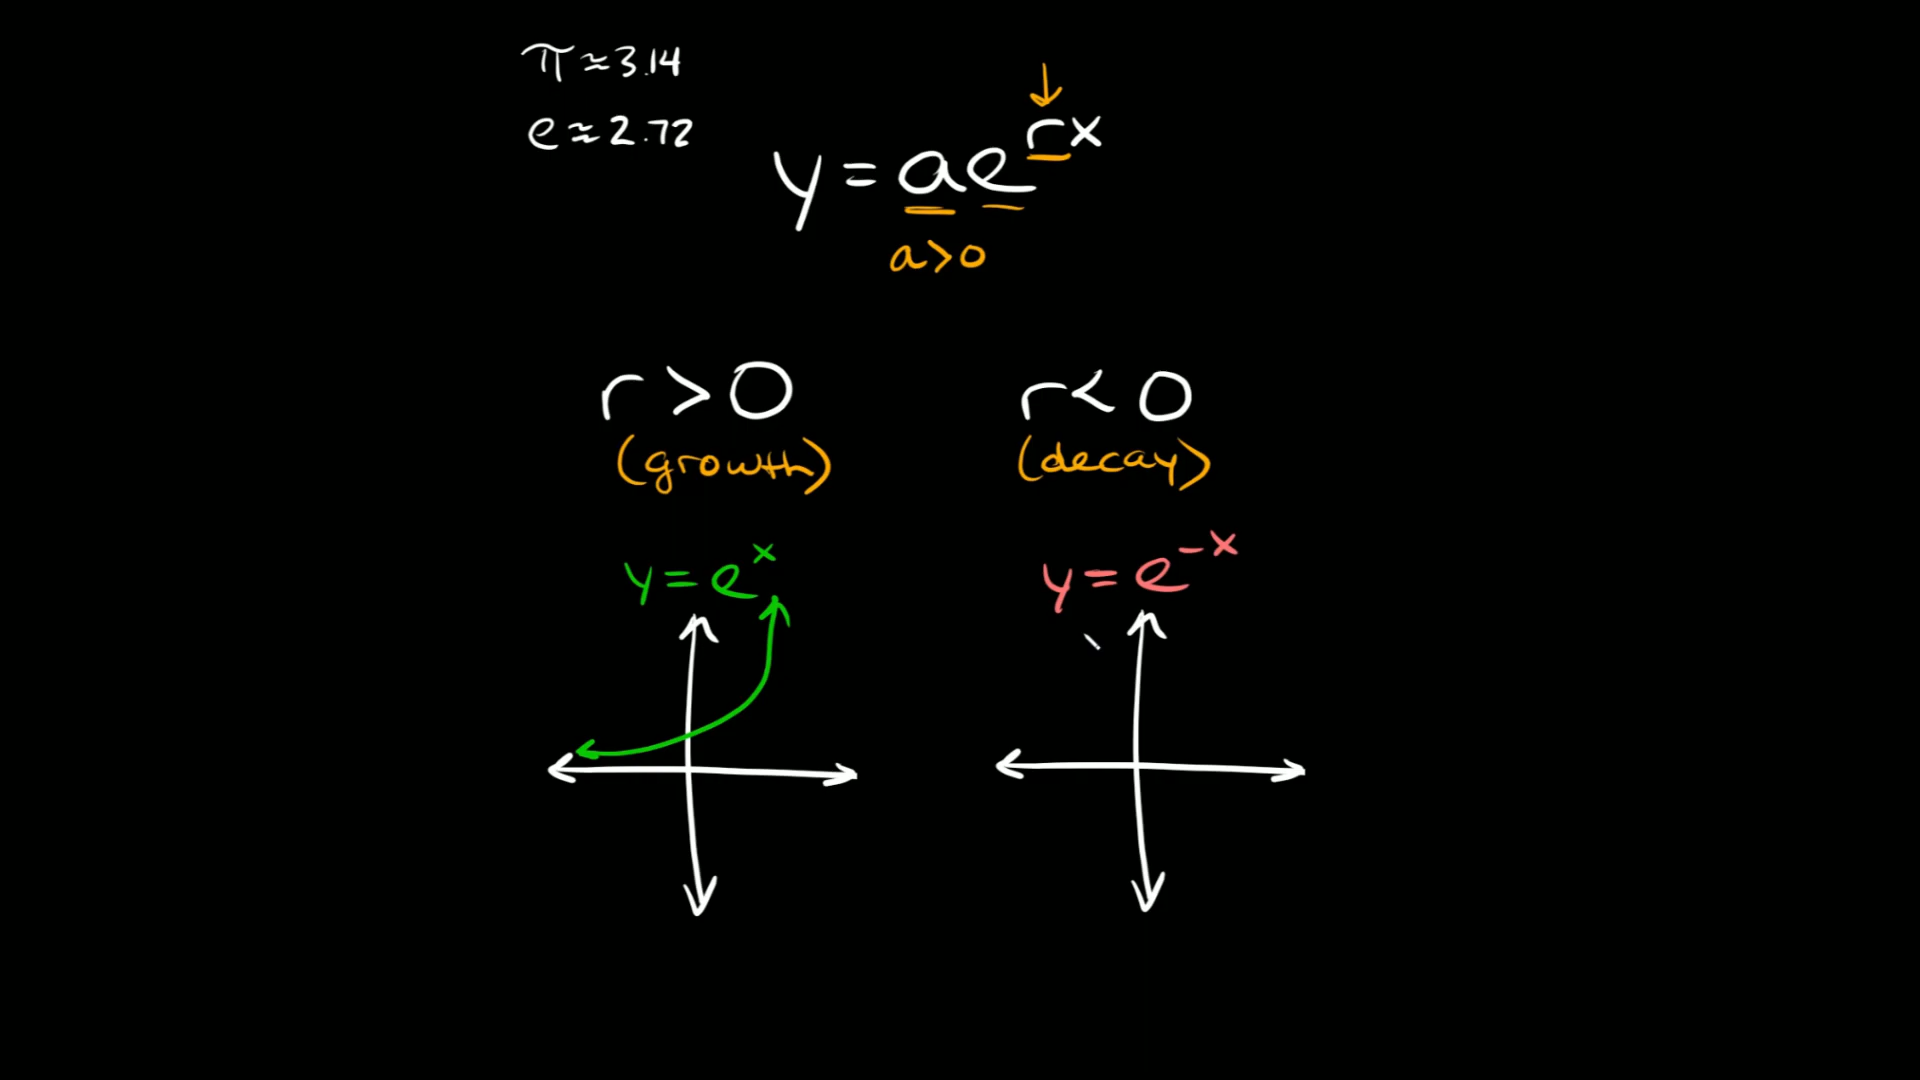 π≈3.14
e≈2.72
y=ae^{rx}
a>0
r>0
r<0
(growth)
(decay)
y=e^x
y=e^{-x}